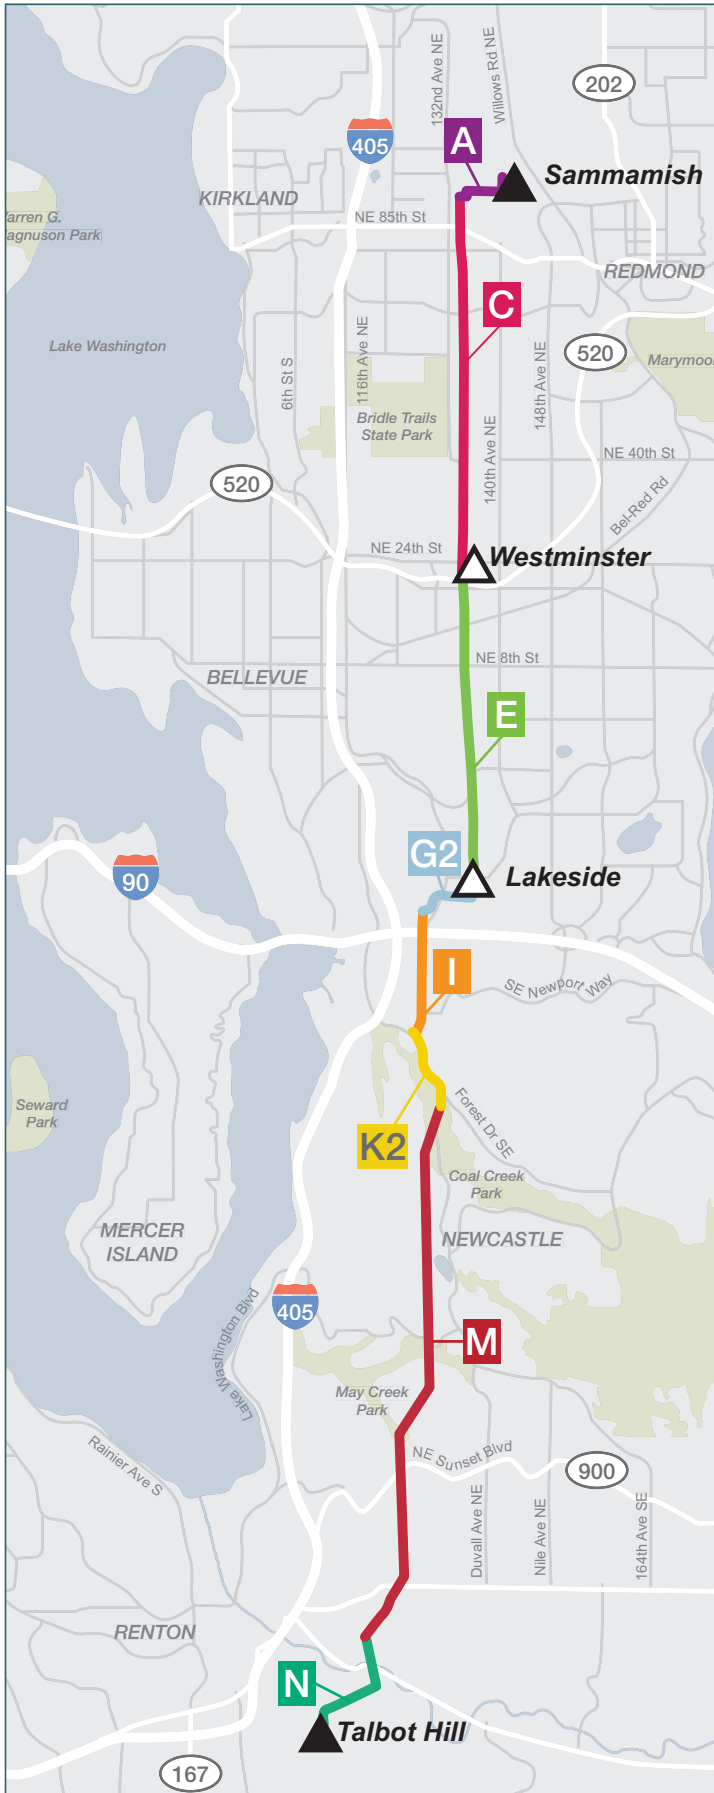 132nd Ave NE
Willows Rd NE
202
405
A
Sammamish
KIRKLAND
NE 85th St
arren G.
agnuson Park
REDMOND
C
Lake Washington
116th Ave NE
6th St S
148th Ave NE
520
Marymoo
Bridle Trails
State Park
140th Ave NE
NE 40th St
520
Bel-Red Rd
NE 24th St
Westminster
NE 8th St
BELLEVUE
E
G2
Lakeside
90
I
SE Newport Way
Seward
Park
Forest Dr SE
K2
Coal Creek
Park
MERCER
ISLAND
NEWCASTLE
405
Lake Washington Blvd
M
May Creek
Park
Rainier Ave S
NE Sunset Blvd
900
Duvall Ave NE
Nile Ave NE
164th Ave SE
RENTON
N
Talbot Hill
167